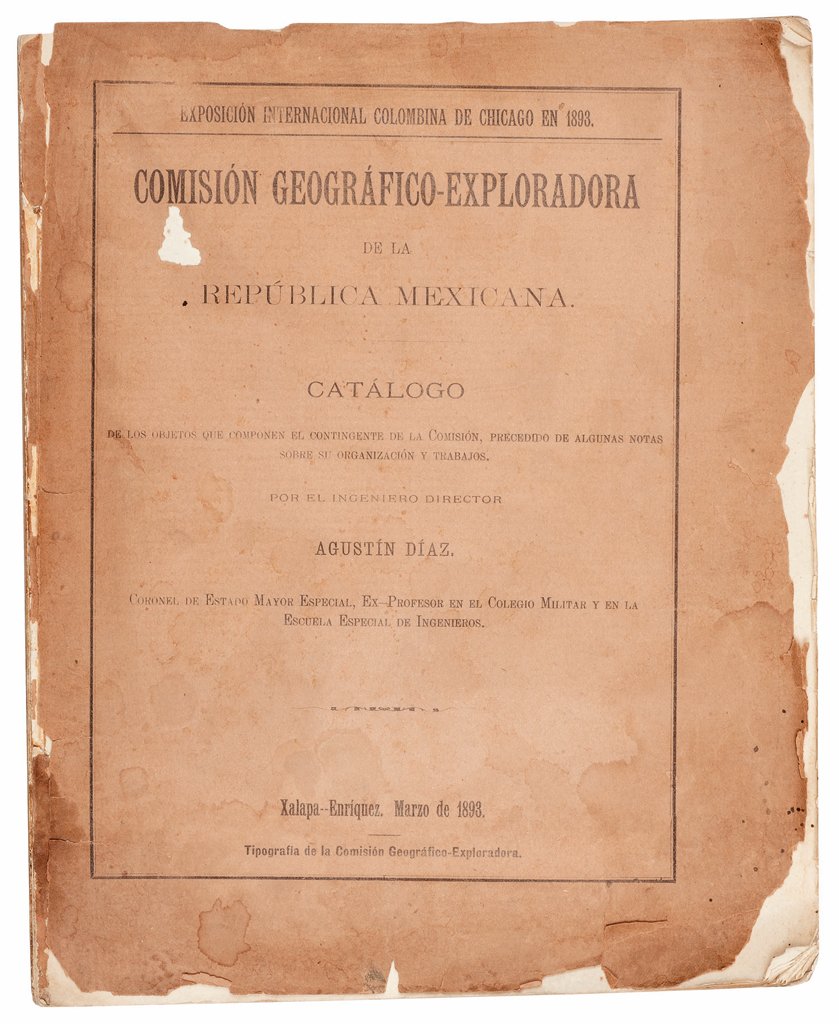 EXPOSICIÓN INTERNACIONAL COLOMBINA DE CHICAGO EN 1893.
COMISIÓN GEOGRÁFICO-EXPLORADORA
DE LA
REPÚBLICA MEXICANA.
CATÁLOGO
DE LOS OBJETOS QUE COMPONEN EL CONTINGENTE DE LA COMISIÓN, PRECEDIDO DE ALGUNAS NOTAS
SOBRE SU ORGANIZACIÓN Y TRABAJOS.
POR EL INGENIERO DIRECTOR
AGUSTÍN DÍAZ.
CORONEL DE ESTADO MAYOR ESPECIAL, EX-PROFESOR EN EL COLEGIO MILITAR Y EN LA
ESCUELA ESPECIAL DE INGENIEROS.
Xalapa--Enríquez, Marzo de 1893.
Tipografía de la Comisión Geográfico-Exploradora.